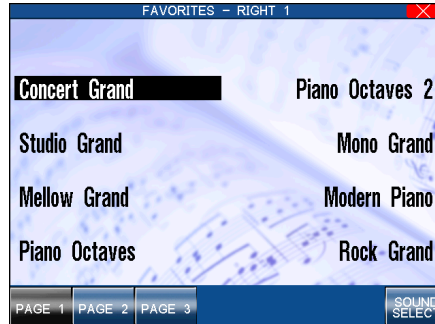 FAVORITES - RIGHT 1
Concert Grand
Piano Octaves 2
Studio Grand
Mono Grand
Mellow Grand
Modern Piano
Piano Octaves
Rock Grand
PAGE 1
PAGE 2
PAGE 3
SOUND
SELECT